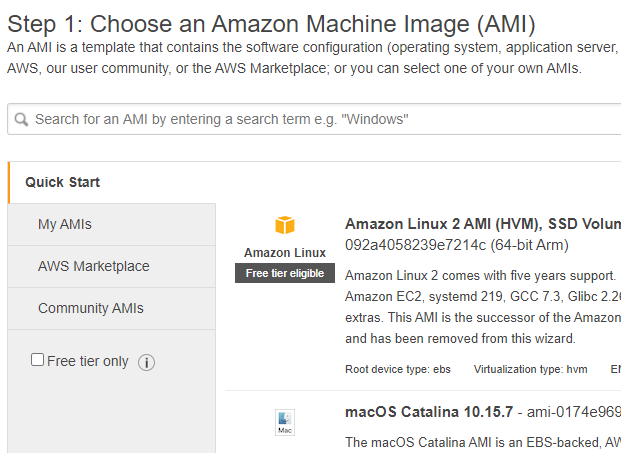 Step 1: Choose an Amazon Machine Image (AMI)
An AMI is a template that contains the software configuration (operating system, application server,
AWS, our user community, or the AWS Marketplace; or you can select one of your own AMIs.
Search for an AMI by entering a search term e.g. "Windows"
Quick Start
My AMIs
AWS Marketplace
Community AMIs
Free tier only
Amazon Linux
Free tier eligible
Amazon Linux 2 AMI (HVM), SSD Volum
092a4058239e7214c (64-bit Arm)
Amazon Linux 2 comes with five years support.
Amazon EC2, systemd 219, GCC 7.3, Glibc 2.26
extras. This AMI is the successor of the Amazon
and has been removed from this wizard.
Root device type: ebs Virtualization type: hvm EN
Mac
macOS Catalina 10.15.7 - ami-0174e969
The macOS Catalina AMI is an EBS-backed, AW